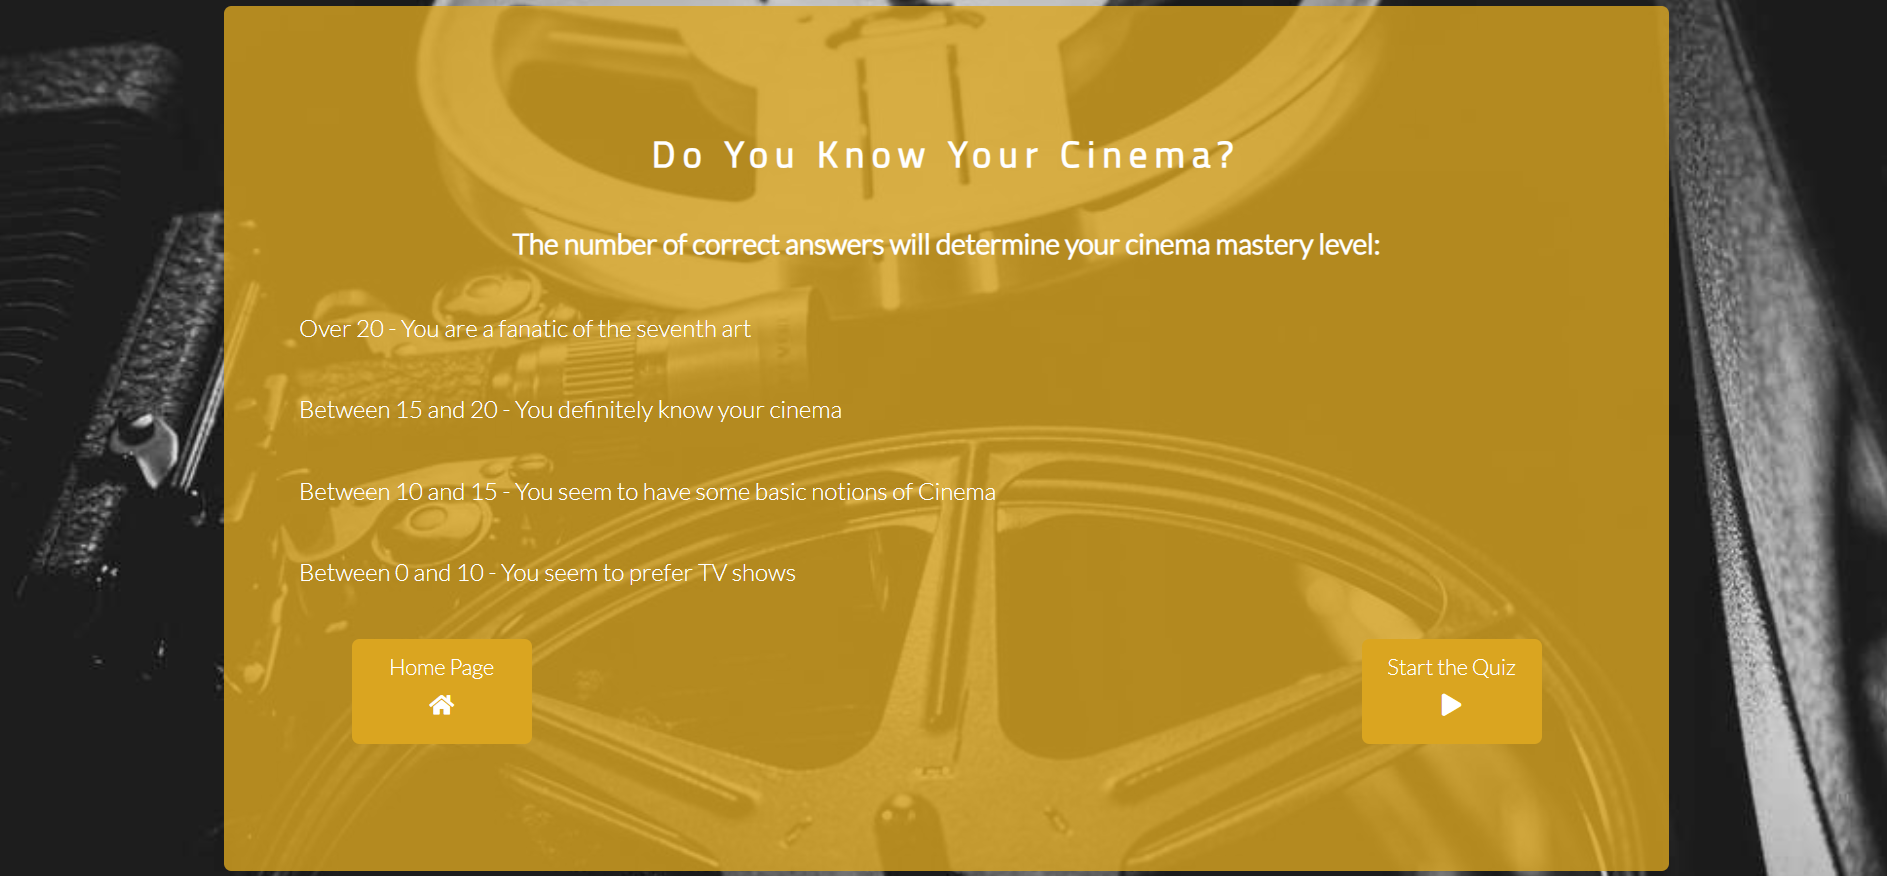 Do You Know Your Cinema?
The number of correct answers will determine your cinema mastery level:
Over 20 - You are a fanatic of the seventh art
Between 15 and 20 - You definitely know your cinema
Between 10 and 15 - You seem to have some basic notions of Cinema
Between 0 and 10 - You seem to prefer TV shows
Home Page
Start the Quiz